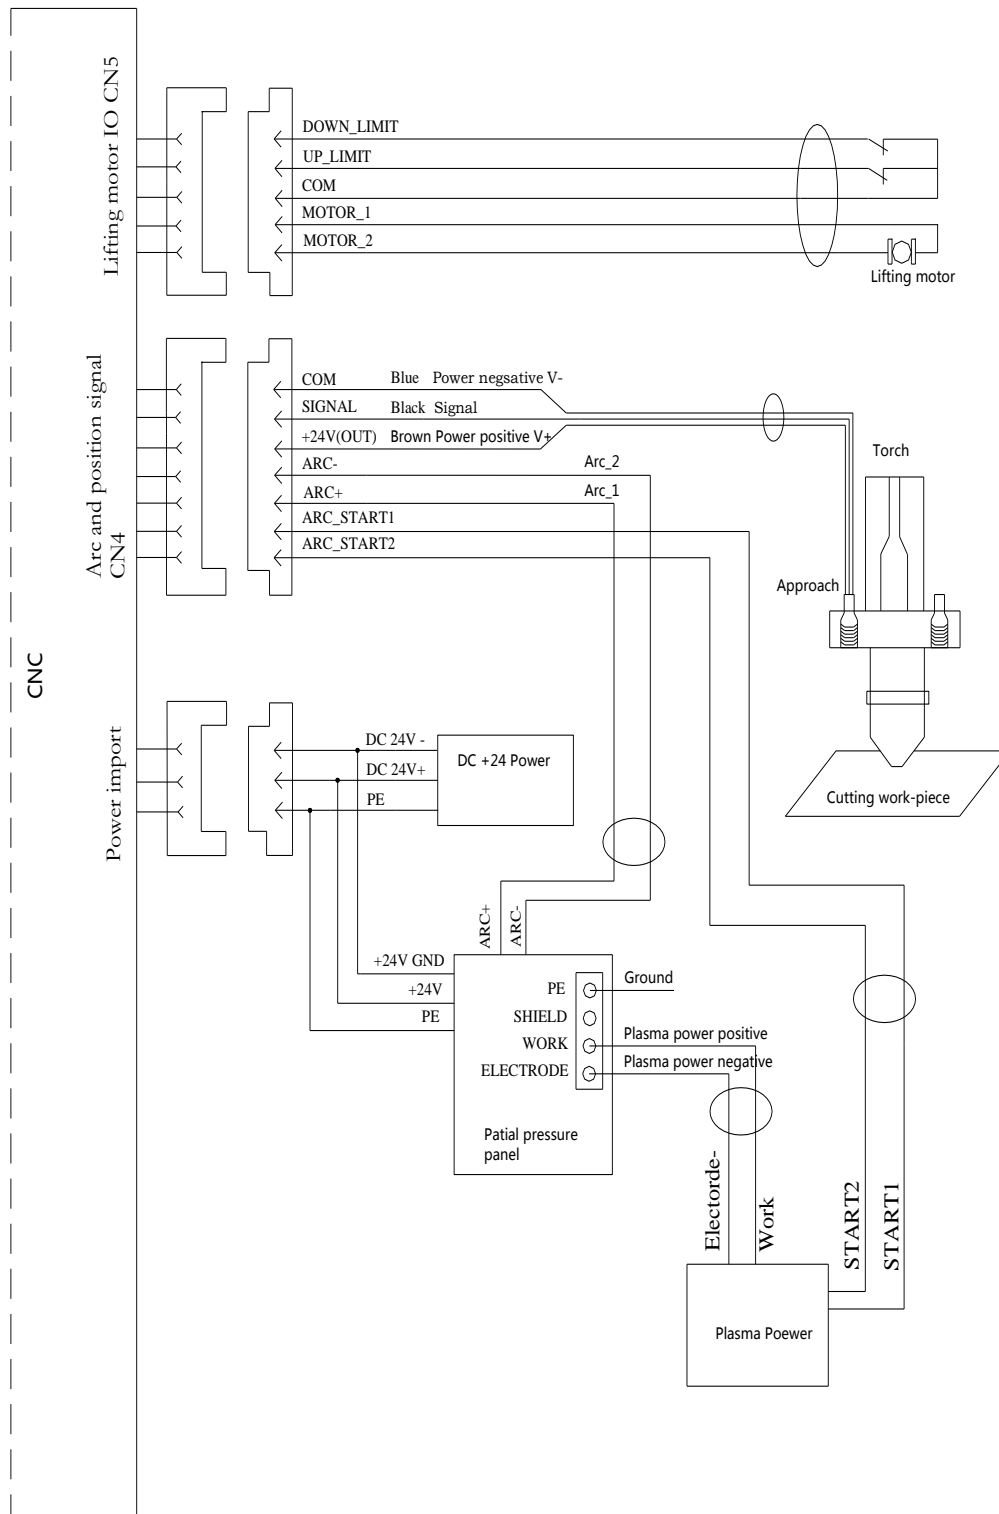 CNC
Lifting motor IO CN5
DOWN_LIMIT
UP_LIMIT
COM
MOTOR_1
MOTOR_2
Lifting motor
Arc and position signal
CN4
COM Blue Power negsative V-
SIGNAL Black Signal
+24V(OUT) Brown Power positive V+
ARC- Arc_2
ARC+ Arc_1
ARC_START1
ARC_START2
Torch
Approach
Cutting work-piece
Power import
DC 24V -
DC 24V+
PE
DC +24 Power
ARC+
ARC-
+24V GND
+24V
PE
PE
SHIELD
WORK
ELECTRODE
Ground
Plasma power positive
Plasma power negative
Patial pressure
panel
Electorde-
Work
START2
START1
Plasma Poewer